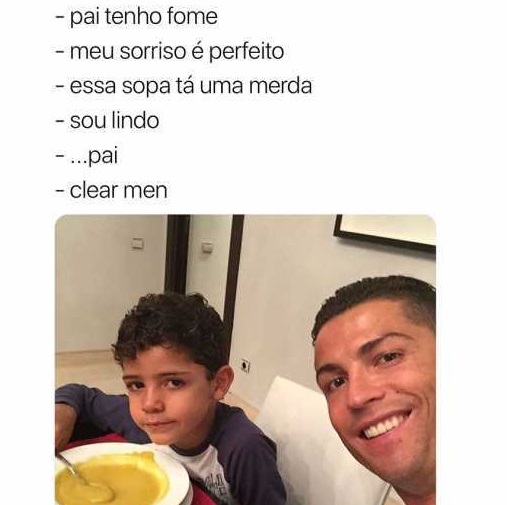 - pai tenho fome
- meu sorriso é perfeito
- essa sopa tá uma merda
- sou lindo
- ...pai
- clear men